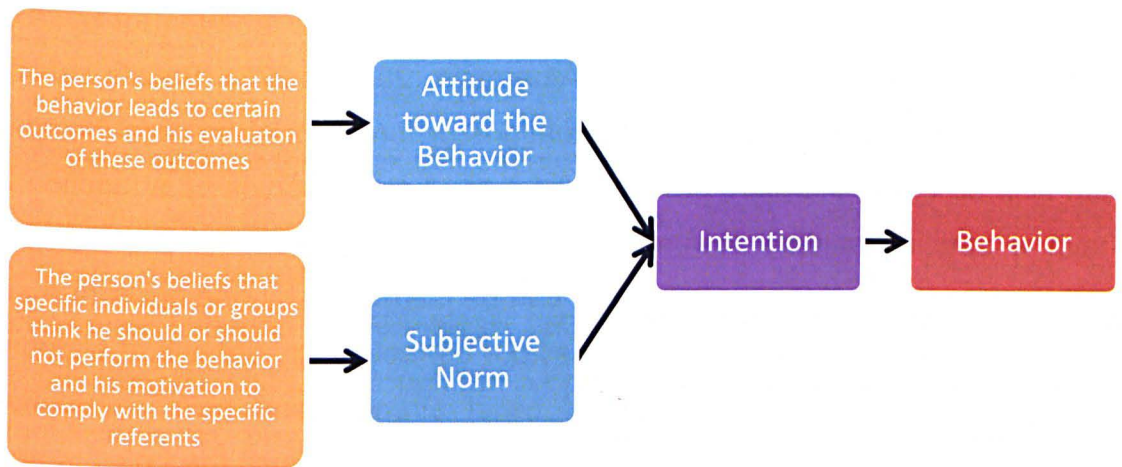 The person's beliefs that the
behavior leads to certain
outcomes and his evaluaton
of these outcomes
Attitude
toward the
Behavior
The person's beliefs that
specific individuals or groups
think he should or should
not perform the behavior
and his motivation to
comply with the specific
referents
Subjective
Norm
Intention
Behavior